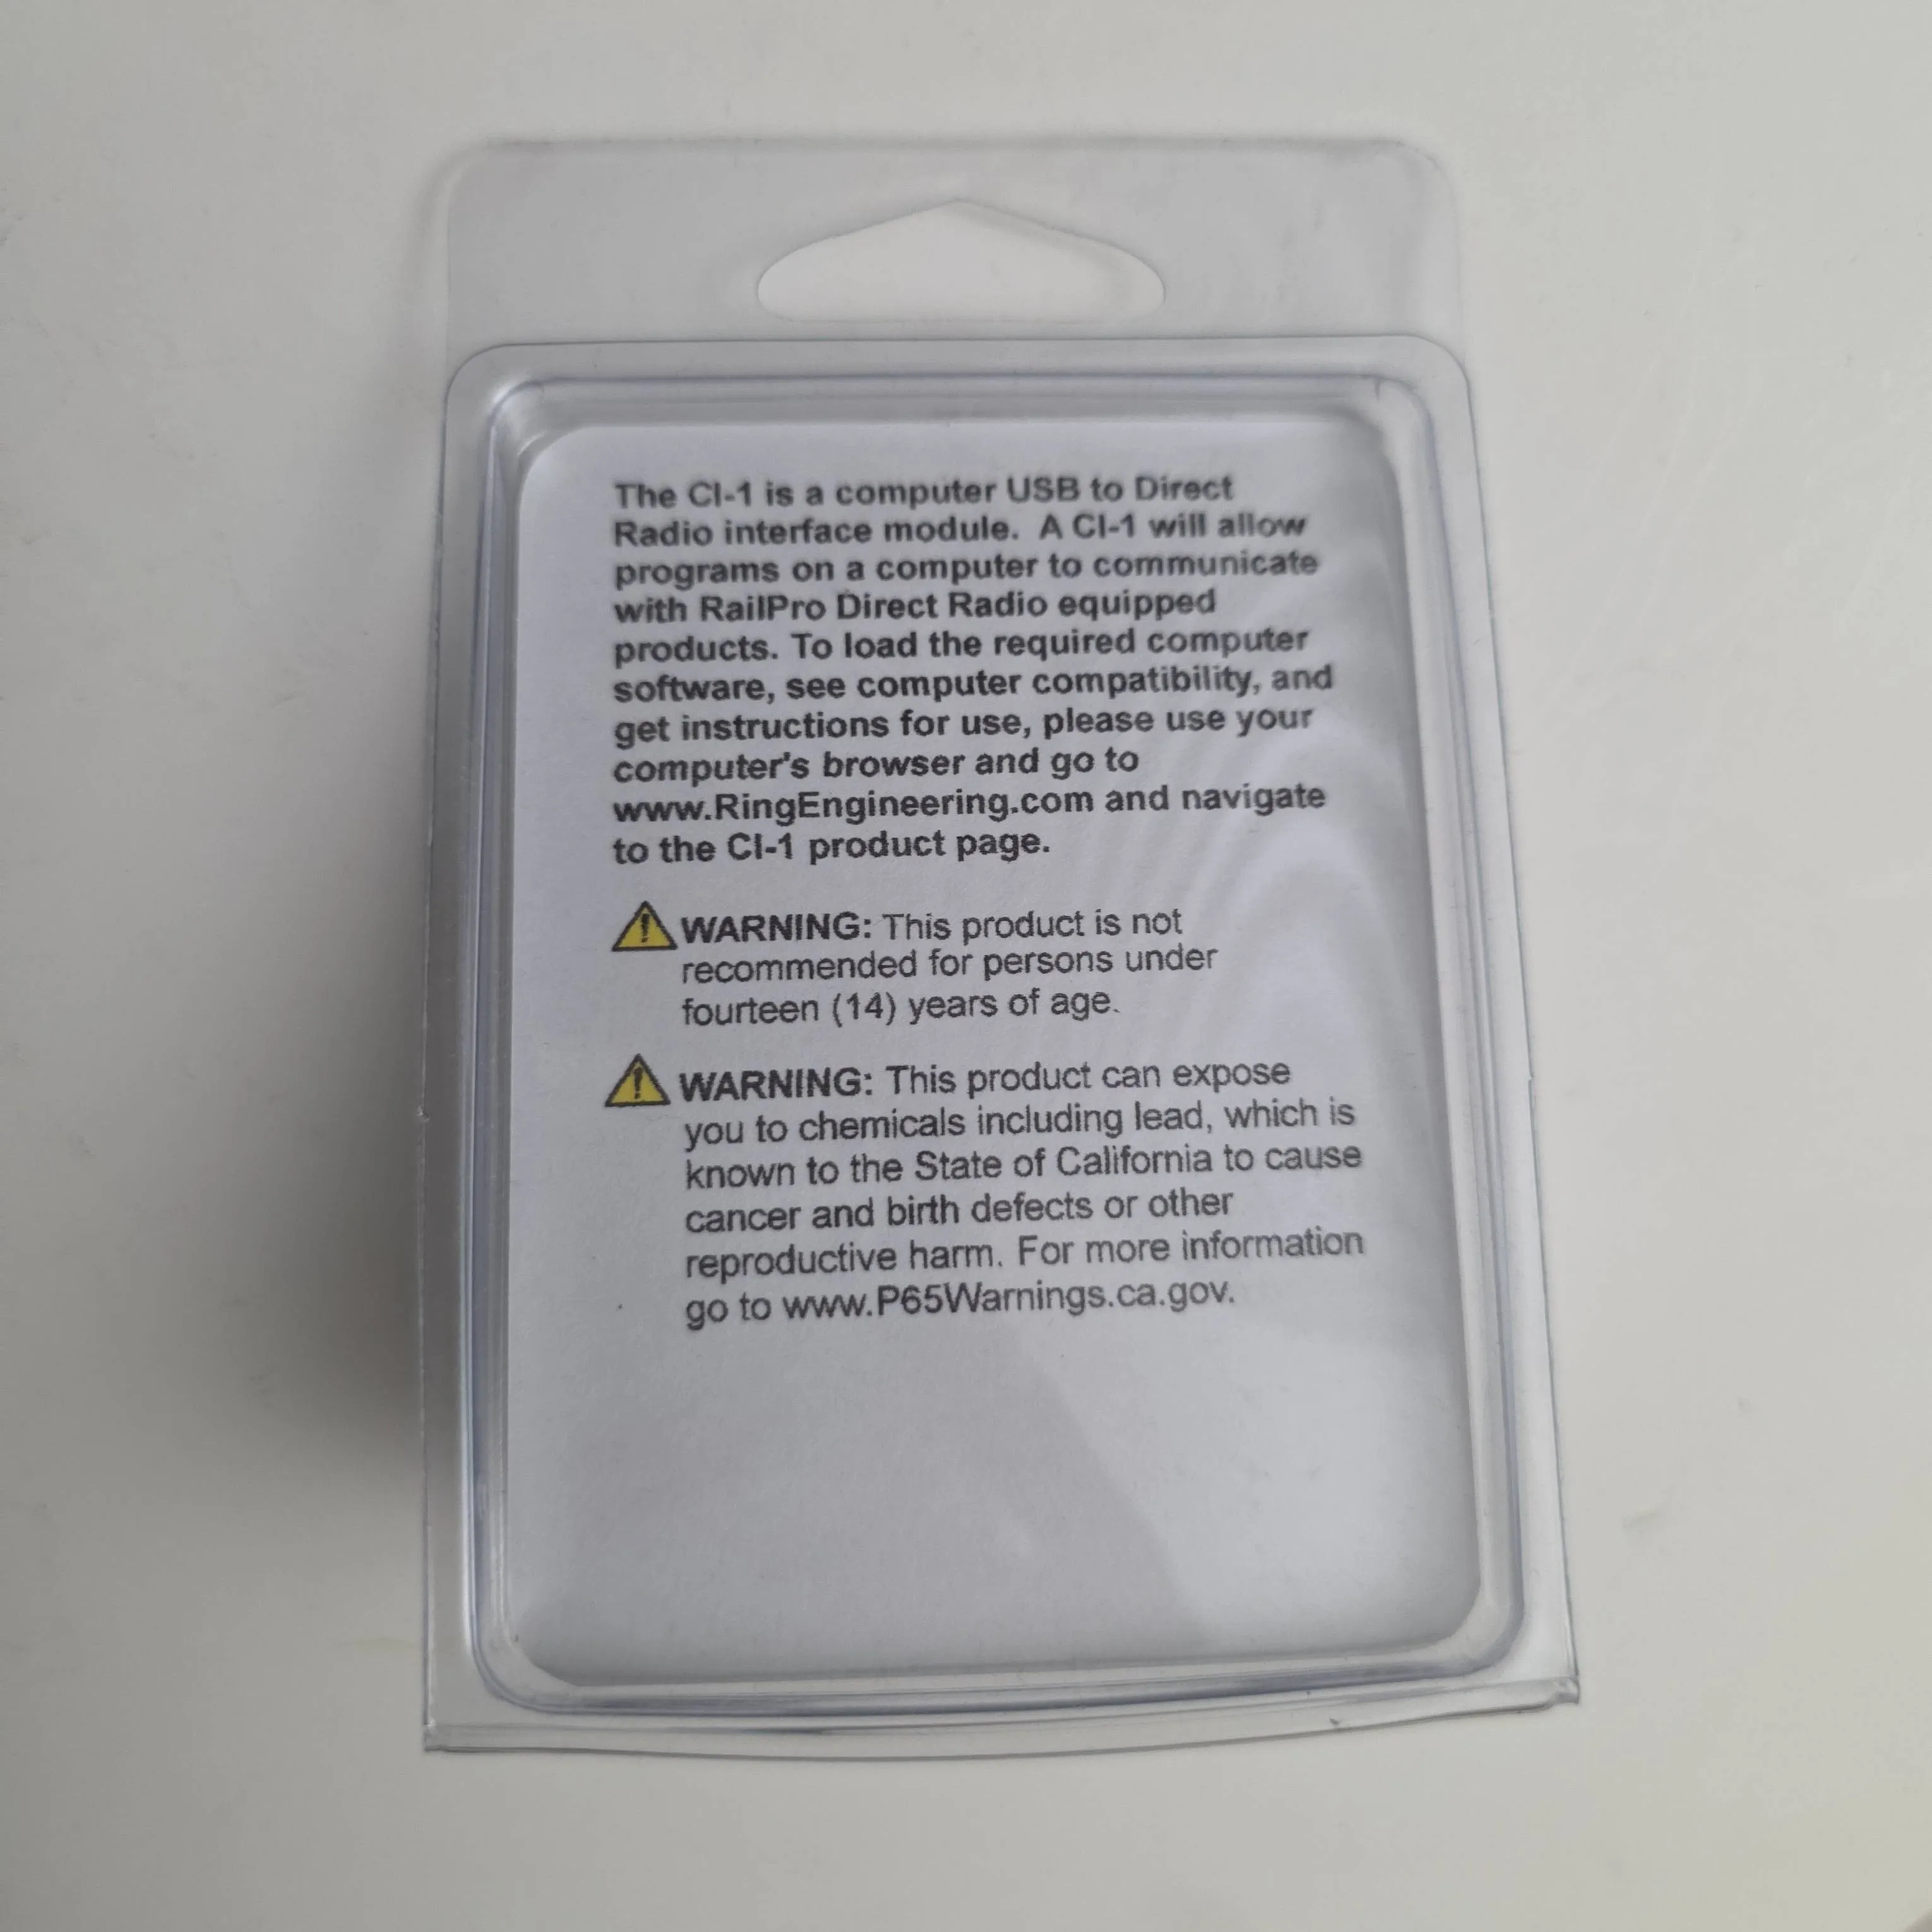 The CI-1 is a computer USB to Direct
Radio interface module.  A CI-1 will allow
programs on a computer to communicate
with RailPro Direct Radio equipped
products. To load the required computer
software, see computer compatibility, and
get instructions for use, please use your
computer's browser and go to
www.RingEngineering.com and navigate
to the CI-1 product page.
WARNING: This product is not
recommended for persons under
fourteen (14) years of age.
WARNING: This product can expose
you to chemicals including lead, which is
known to the State of California to cause
cancer and birth defects or other
reproductive harm. For more information
go to www.P65Warnings.ca.gov.